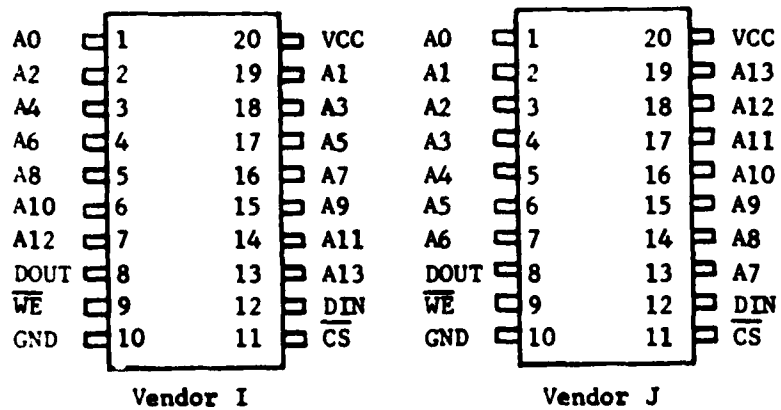 A0 1 20 VCC A0 1 20 VCC
A2 2 19 A1 A1 2 19 A13
A4 3 18 A3 A2 3 18 A12
A6 4 17 A5 A3 4 17 A11
A8 5 16 A7 A4 5 16 A10
A10 6 15 A9 A5 6 15 A9
A12 7 14 A11 A6 7 14 A8
DOUT 8 13 A13 DOUT 8 13 A7
W̅E̅ 9 12 DIN W̅E̅ 9 12 DIN
GND 10 11 C̅S̅ GND 10 11 C̅S̅
Vendor I Vendor J